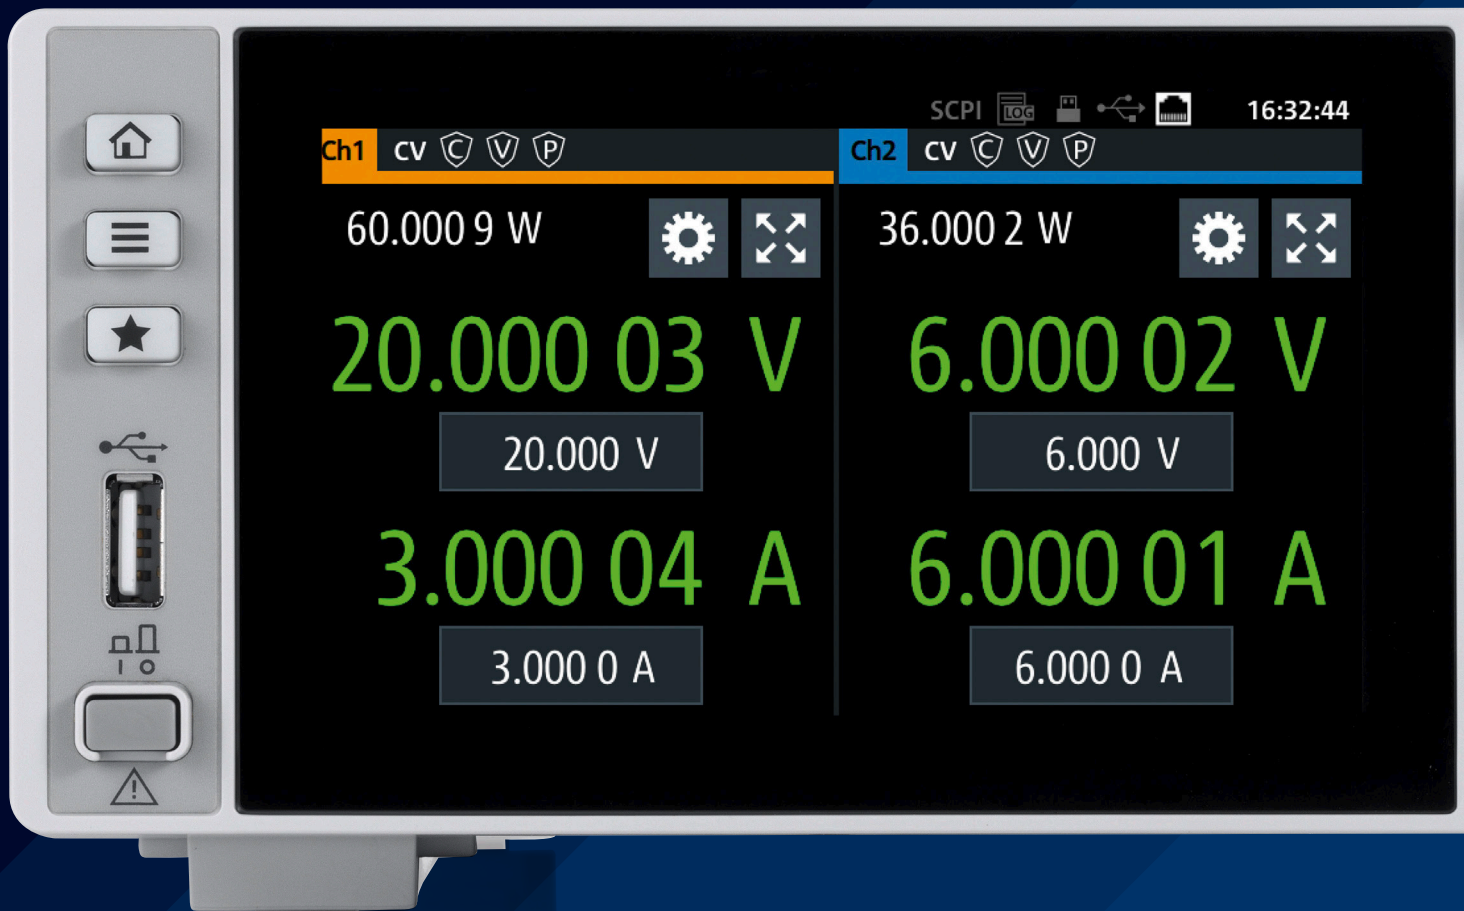 SCPI LOG 16:32:44
Ch1 CV C V P
60.000 9 W
20.000 03 V
20.000 V
3.000 04 A
3.000 0 A
Ch2 CV C V P
36.000 2 W
6.000 02 V
6.000 V
6.000 01 A
6.000 0 A